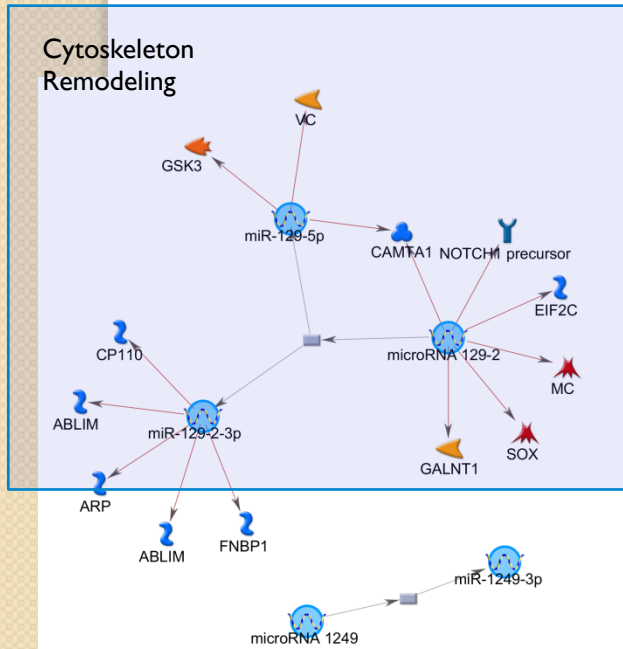 Cytoskeleton
Remodeling
VC
GSK3
miR-129-5p
CAMTA1
NOTCH1 precursor
EIF2C
CP110
microRNA 129-2
MC
ABLIM
miR-129-2-3p
SOX
GALNT1
ARP
ABLIM
FNBP1
miR-1249-3p
microRNA 1249